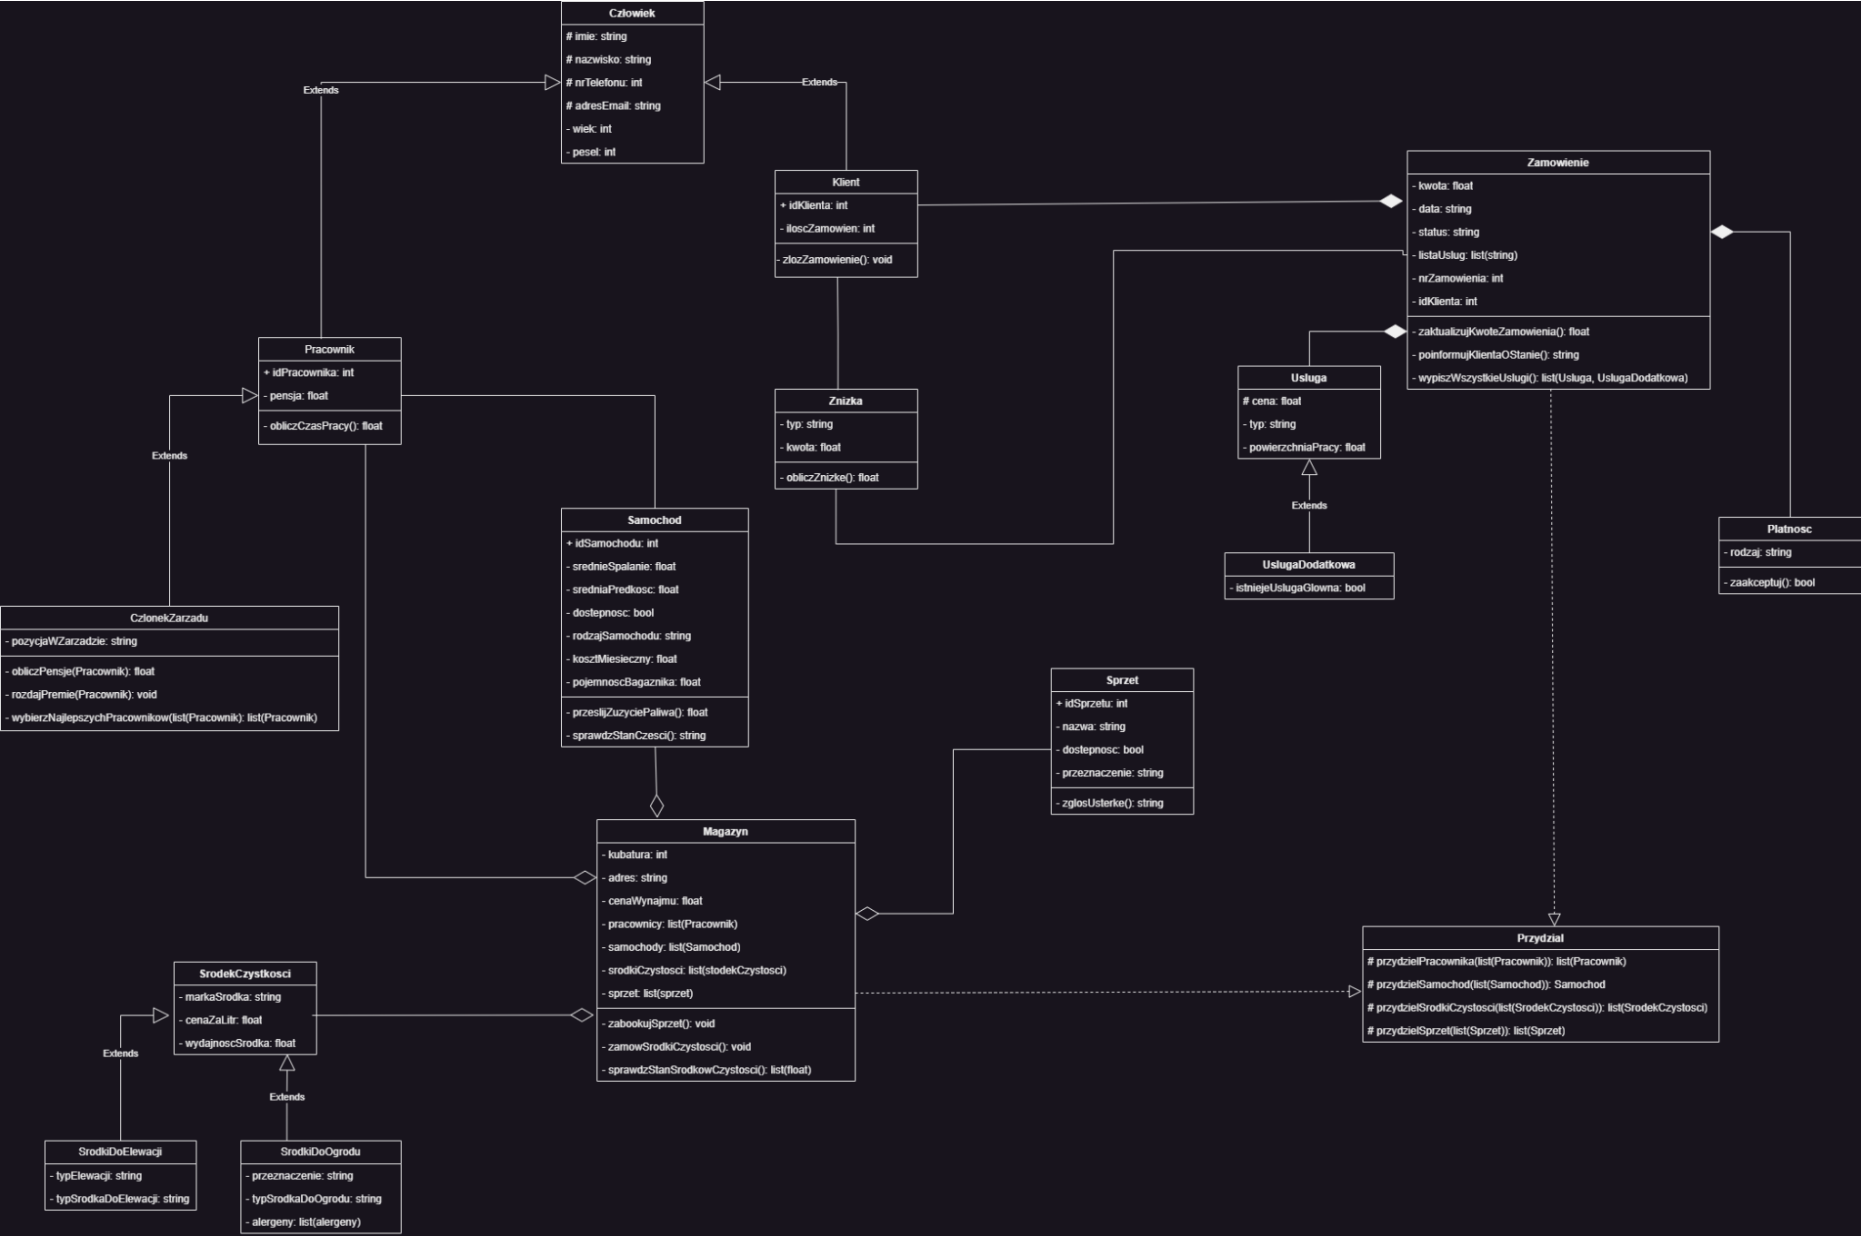 Człowiek
# imie: string
# nazwisko: string
# nrTelefonu: int
# adresEmail: string
- wiek: int
- pesel: int
Extends
Extends
Klient
+ idKlienta: int
- iloscZamowien: int
- zlozZamowienie(): void
Zamowienie
- kwota: float
- data: string
- status: string
- listaUslug: list(string)
- nrZamowienia: int
- idKlienta: int
- zaktualizujKwoteZamowienia(): float
- poinformujKlientaOStanie(): string
- wypiszWszystkieUslugi(): list(Usluga, UslugaDodatkowa)
Pracownik
+ idPracownika: int
- pensja: float
- obliczCzasPracy(): float
Extends
Znizka
- typ: string
- kwota: float
- obliczZnizke(): float
Usluga
# cena: float
- typ: string
- powierzchniaPracy: float
Extends
UslugaDodatkowa
- istniejeUslugaGlowna: bool
Platnosc
- rodzaj: string
- zaakceptuj(): bool
Samochod
+ idSamochodu: int
- srednieSpalanie: float
- sredniaPredkosc: float
- dostepnosc: bool
- rodzajSamochodu: string
- kosztMiesieczny: float
- pojemnoscBagaznika: float
- przeslijZuzyciePaliwa(): float
- sprawdzStanCzesci(): string
CzlonekZarzadu
- pozycjaWZarzadzie: string
- obliczPensje(Pracownik): float
- rozdajPremie(Pracownik): void
- wybierzNajlepszychPracownikow(list(Pracownik): list(Pracownik)
Sprzet
+ idSprzetu: int
- nazwa: string
- dostepnosc: bool
- przeznaczenie: string
- zglosUsterke(): string
Magazyn
- kubatura: int
- adres: string
- cenaWynajmu: float
- pracownicy: list(Pracownik)
- samochody: list(Samochod)
- srodkiCzystosci: list(stodekCzystosci)
- sprzet: list(sprzet)
- zabookujSprzet(): void
- zamowSrodkiCzystosci(): void
- sprawdzStanSrodkowCzystosci(): list(float)
Przydzial
# przydzielPracownika(list(Pracownik)): list(Pracownik)
# przydzielSamochod(list(Samochod)): Samochod
# przydzielSrodkiCzystosci(list(SrodekCzystosci)): list(SrodekCzystosci)
# przydzielSprzet(list(Sprzet)): list(Sprzet)
SrodekCzystkosci
- markaSrodka: string
- cenaZaLitr: float
- wydajnoscSrodka: float
Extends
Extends
SrodkiDoElewacji
- typElewacji: string
- typSrodkaDoElewacji: string
SrodkiDoOgrodu
- przeznaczenie: string
- typSrodkaDoOgrodu: string
- alergeny: list(alergeny)